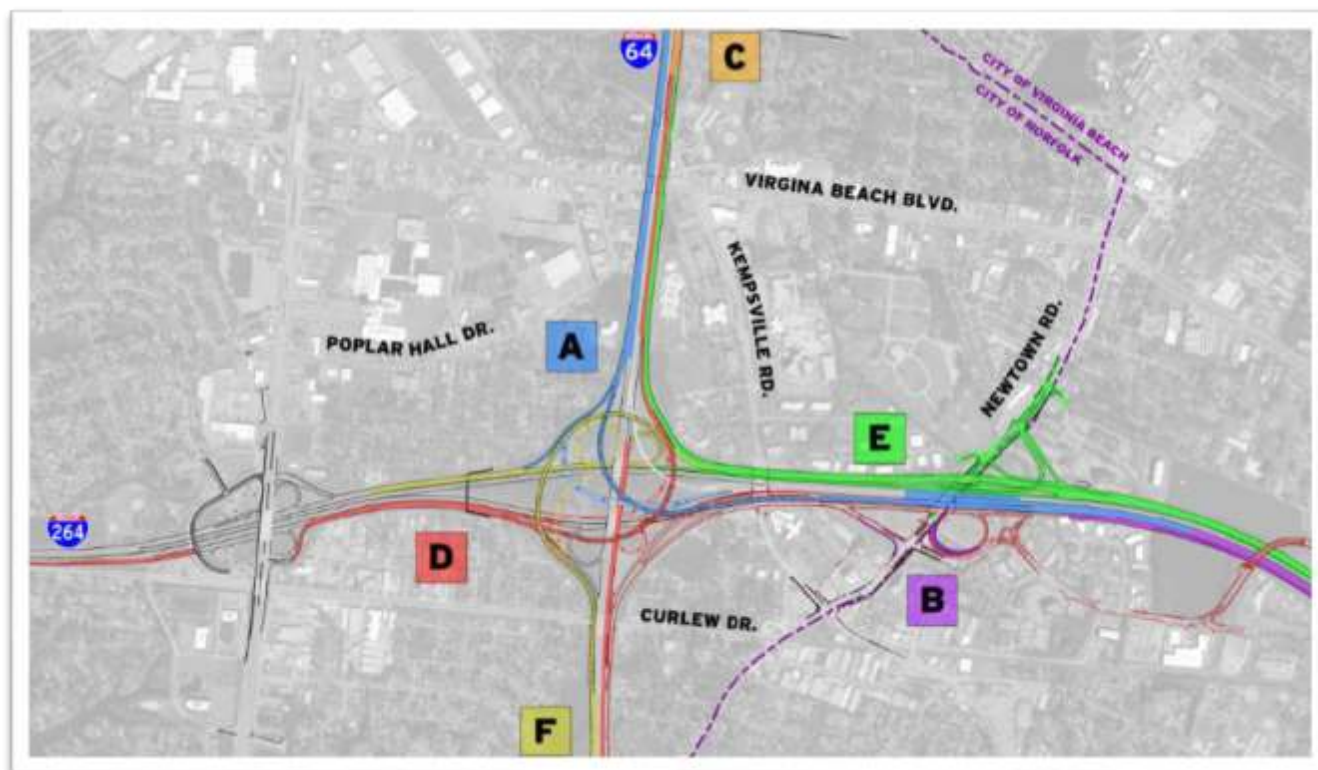 64
C
CITY OF VIRGINIA BEACH
CITY OF NORFOLK
VIRGINA BEACH BLVD.
KEMPSVILLE RD.
POPLAR HALL DR.
A
NEWTOWN RD.
E
264
D
B
CURLEW DR.
F